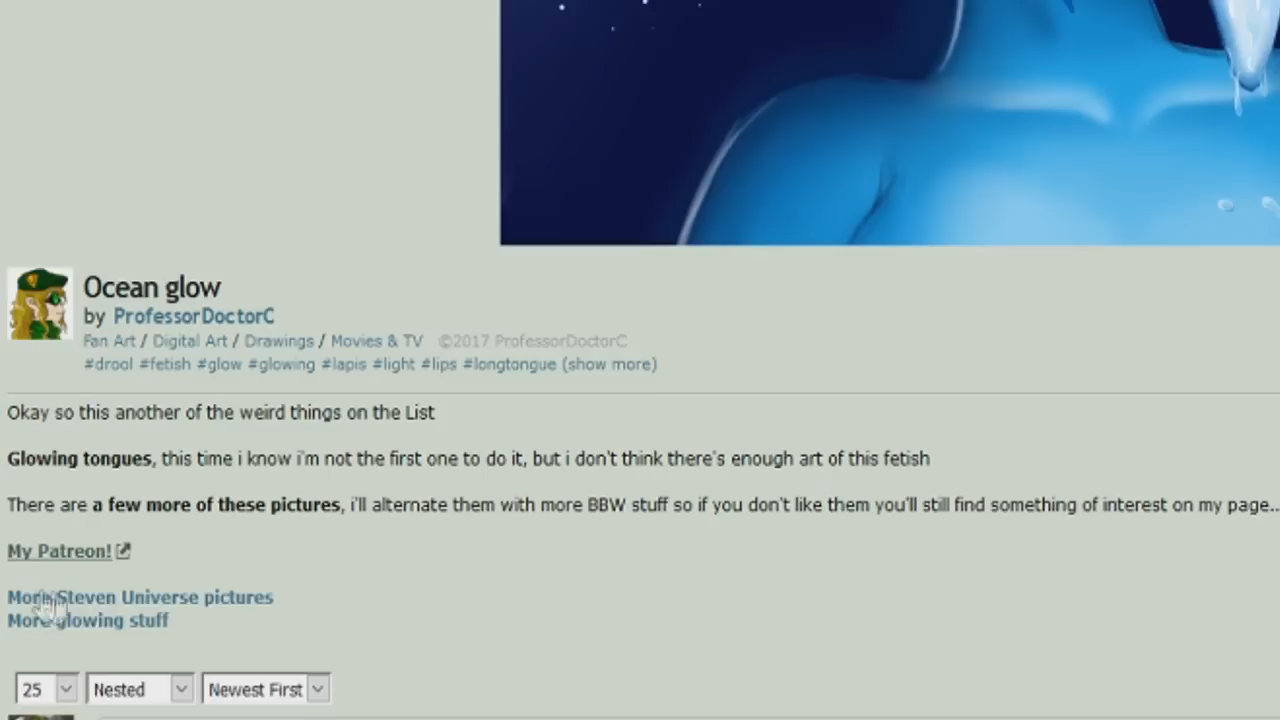 Ocean glow
by ProfessorDoctorC
Fan Art / Digital Art / Drawings / Movies & TV ©2017 ProfessorDoctorC
#drool #fetish #glow #glowing #lapis #light #lips #longtongue (show more)
Okay so this another of the weird things on the List
Glowing tongues, this time i know i'm not the first one to do it, but i don't think there's enough art of this fetish
There are a few more of these pictures, i'll alternate them with more BBW stuff so if you don't like them you'll still find something of interest on my page...
My Patreon!
More Steven Universe pictures
More glowing stuff
25 Nested Newest First